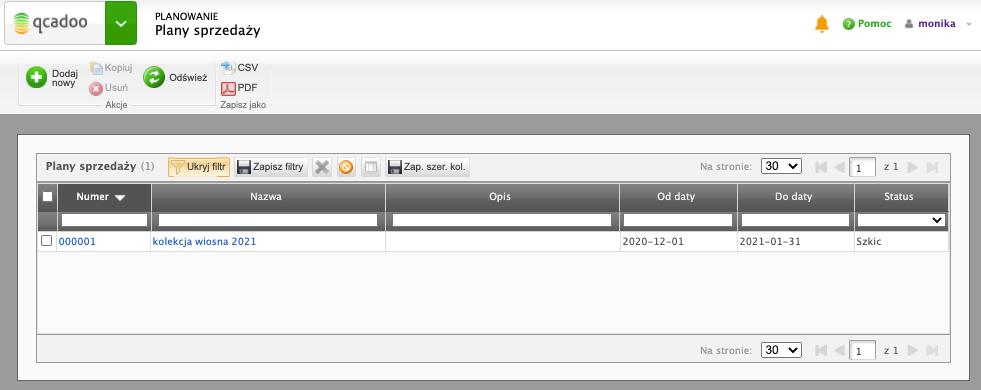 qcadoo
PLANOWANIE
Plany sprzedaży
Pomoc
monika
Dodaj nowy
Kopiuj
Usuń
Odśwież
Akcje
CSV
PDF
Zapisz jako
Plany sprzedaży (1)
Ukryj filtr
Zapisz filtry
Zap. szer. kol.
Na stronie: 30 1 z 1
Numer Nazwa Opis Od daty Do daty Status
000001 kolekcja wiosna 2021 2020-12-01 2021-01-31 Szkic
Na stronie: 30 1 z 1